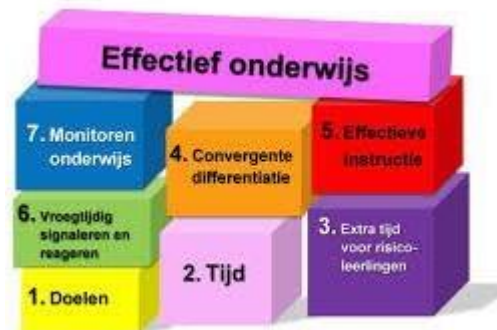 Effectief onderwijs
7. Monitoren
onderwijs
4. Convergente
differentiatie
5. Effectieve
instructie
6. Vroegtijdig
signaleren en
reageren
3. Extra tijd
voor risico-
leerlingen
2. Tijd
1. Doelen